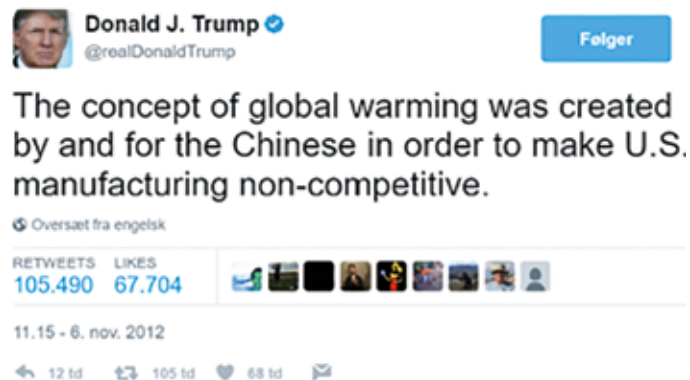 Donald J. Trump
@realDonaldTrump
Følger
The concept of global warming was created
by and for the Chinese in order to make U.S.
manufacturing non-competitive.
Oversæt fra engelsk
RETWEETS LIKES
105.490 67.704
11.15 - 6. nov. 2012
12 td 105 td 68 td